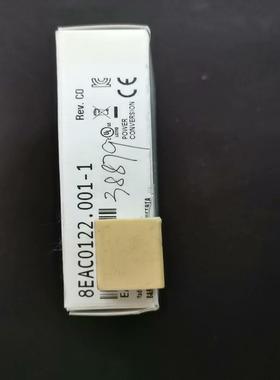 Rev. C0
POWER
CONVERSION
38879
8EAC0122.001-1